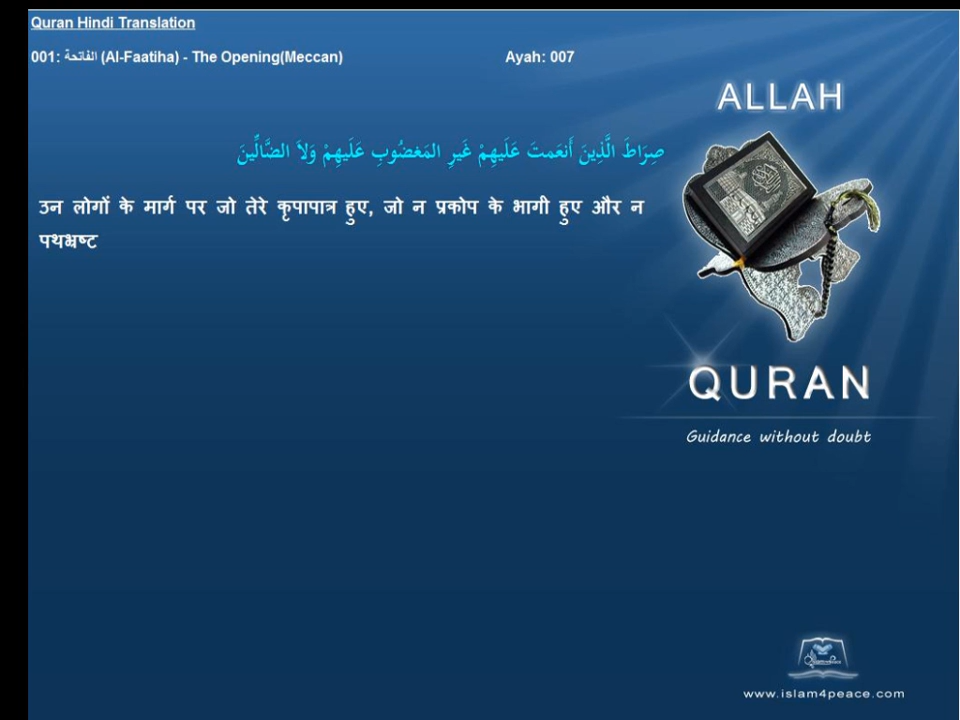 Quran Hindi Translation
001: الفاتحة (Al-Faatiha) - The Opening(Meccan) Ayah: 007
ALLAH
صِرَاطَ الَّذِينَ أَنعَمتَ عَلَيهِمْ غَيرِ المَغضُوبِ عَلَيهِمْ وَلاَ الضَّالِّينَ
उन लोगों के मार्ग पर जो तेरे कृपापात्र हुए, जो न प्रकोप के भागी हुए और न
पथभ्रष्ट
QURAN
Guidance without doubt
www.islam4peace.com